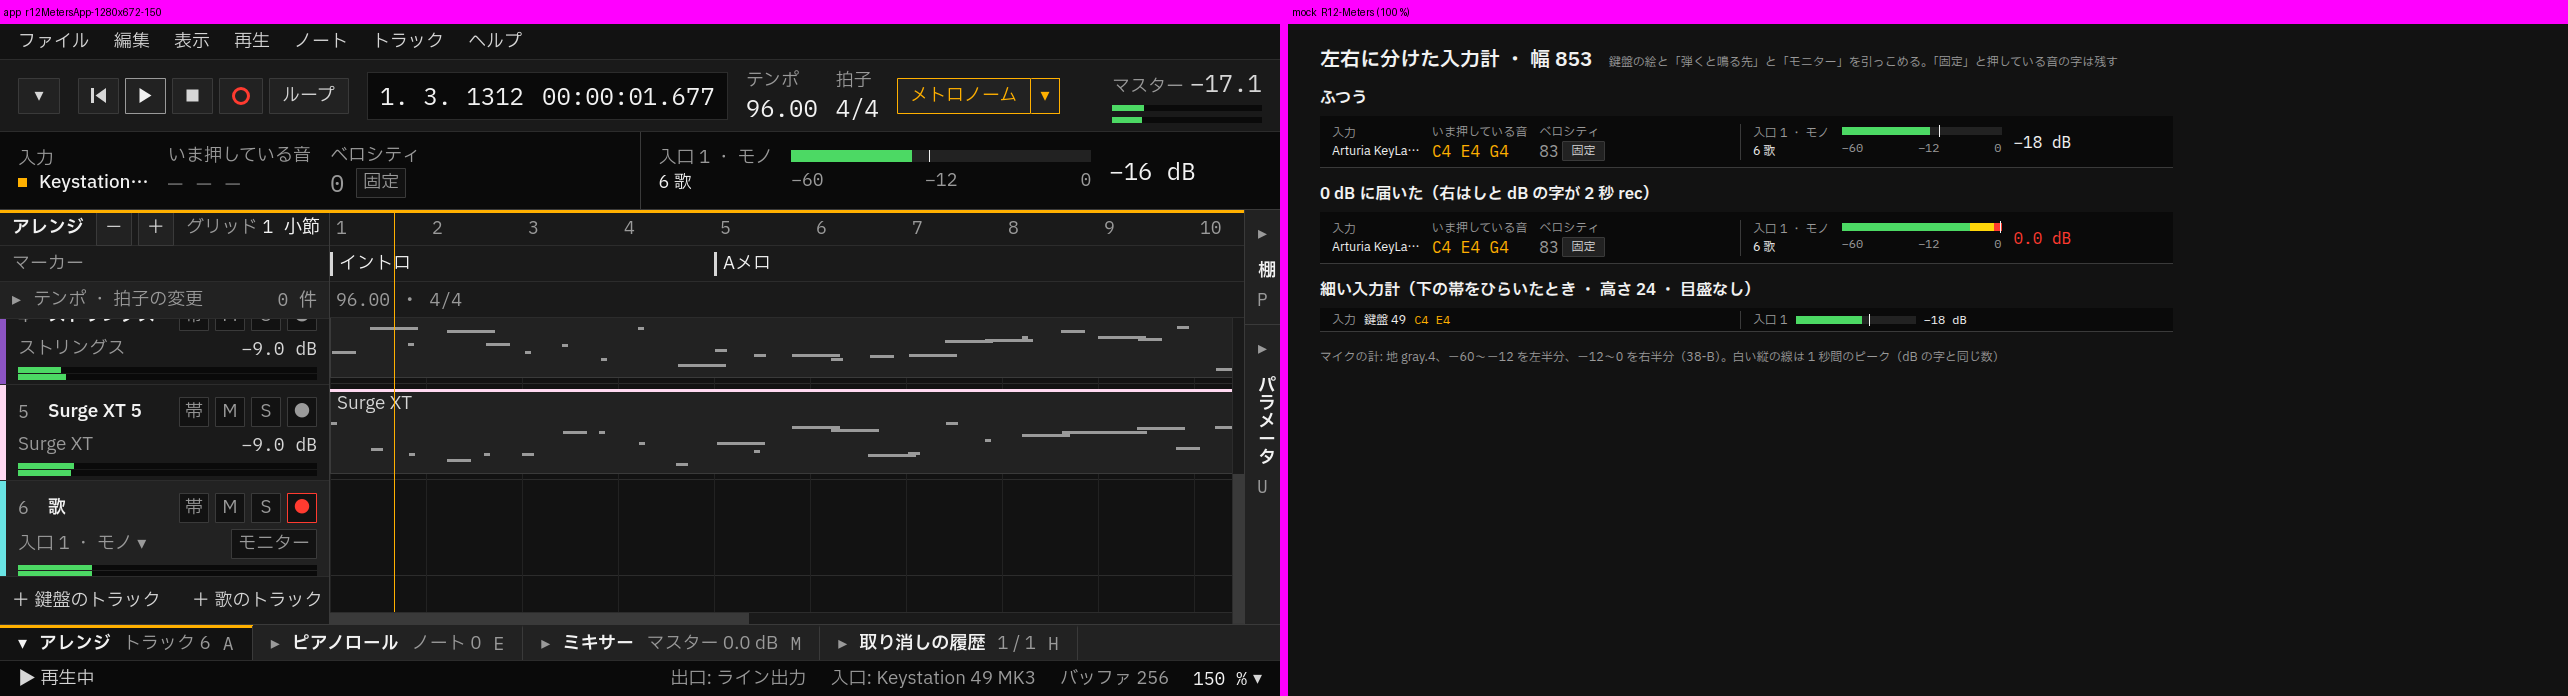 app r12MetersApp-1280x672-150
ファイル 編集 表示 再生 ノート トラック ヘルプ
▼ ループ 1. 3. 1312 00:00:01.677 テンポ 96.00 拍子 4/4 メトロノーム ▼ マスター −17.1
入力 いま押している音 ベロシティ 入口 1 ・ モノ
Keystation… — — — 0 固定 6 歌 −60 −12 0 −16 dB
アレンジ − + グリッド 1 小節 1 2 3 4 5 6 7 8 9 10
マーカー イントロ Aメロ
▶ テンポ ・ 拍子の変更 0 件 96.00 ・ 4/4
ストリングス −9.0 dB
5 Surge XT 5 帯 M S Surge XT
Surge XT −9.0 dB
6 歌 帯 M S
入口 1 ・ モノ ▼ モニター
+ 鍵盤のトラック + 歌のトラック
▶ 棚 P
▶ パラメータ U
▼ アレンジ トラック 6 A ▶ ピアノロール ノート 0 E ▶ ミキサー マスター 0.0 dB M ▶ 取り消しの履歴 1 / 1 H
▶ 再生中 出口: ライン出力 入口: Keystation 49 MK3 バッファ 256 150 % ▼
mock R12-Meters (100 %)
左右に分けた入力計 ・ 幅 853 鍵盤の絵と「弾くと鳴る先」と「モニター」を引っこめる。「固定」と押している音の字は残す
ふつう
入力 いま押している音 ベロシティ 入口 1 ・ モノ
Arturia KeyLa… C4 E4 G4 83 固定 6 歌 −60 −12 0 −18 dB
0 dB に届いた（右はしと dB の字が 2 秒 rec）
入力 いま押している音 ベロシティ 入口 1 ・ モノ
Arturia KeyLa… C4 E4 G4 83 固定 6 歌 −60 −12 0 0.0 dB
細い入力計（下の帯をひらいたとき ・ 高さ 24 ・ 目盛なし）
入力 鍵盤 49 C4 E4 入口 1 −18 dB
マイクの計: 地 gray.4、−60〜−12 を左半分、−12〜0 を右半分（38-B）。白い縦の線は 1 秒間のピーク（dB の字と同じ数）